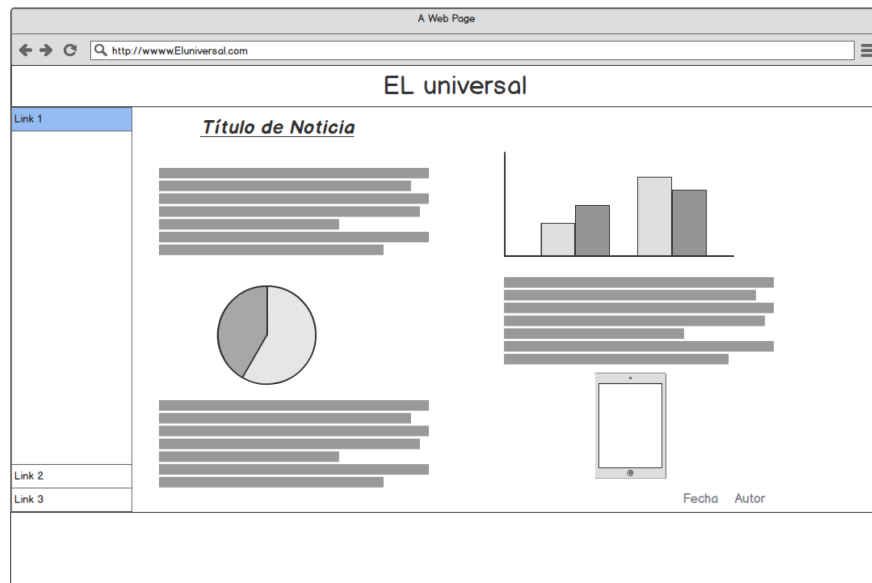 A Web Page
http://wwww.Eluniversal.com
EL universal
Link 1
Título de Noticia
Link 2
Link 3
Fecha Autor